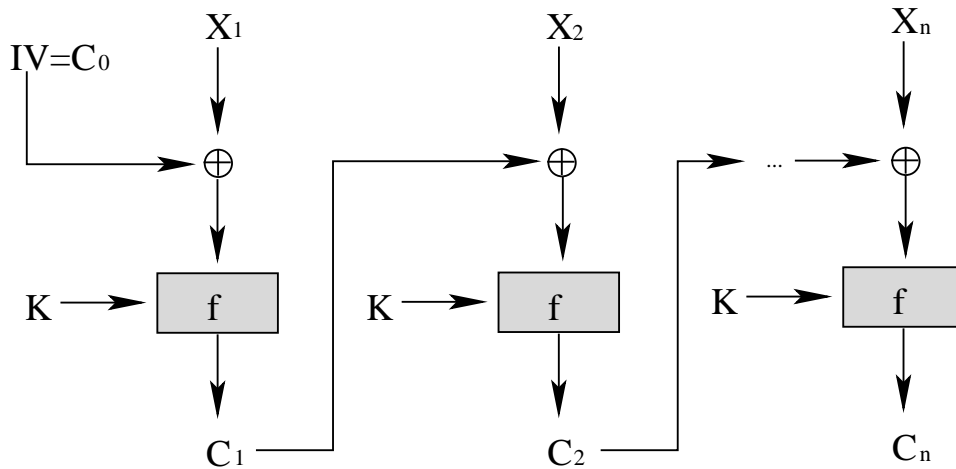 X₁ X₂ Xₙ
IV=C₀
...
f f f
K K K
C₁ C₂ Cₙ